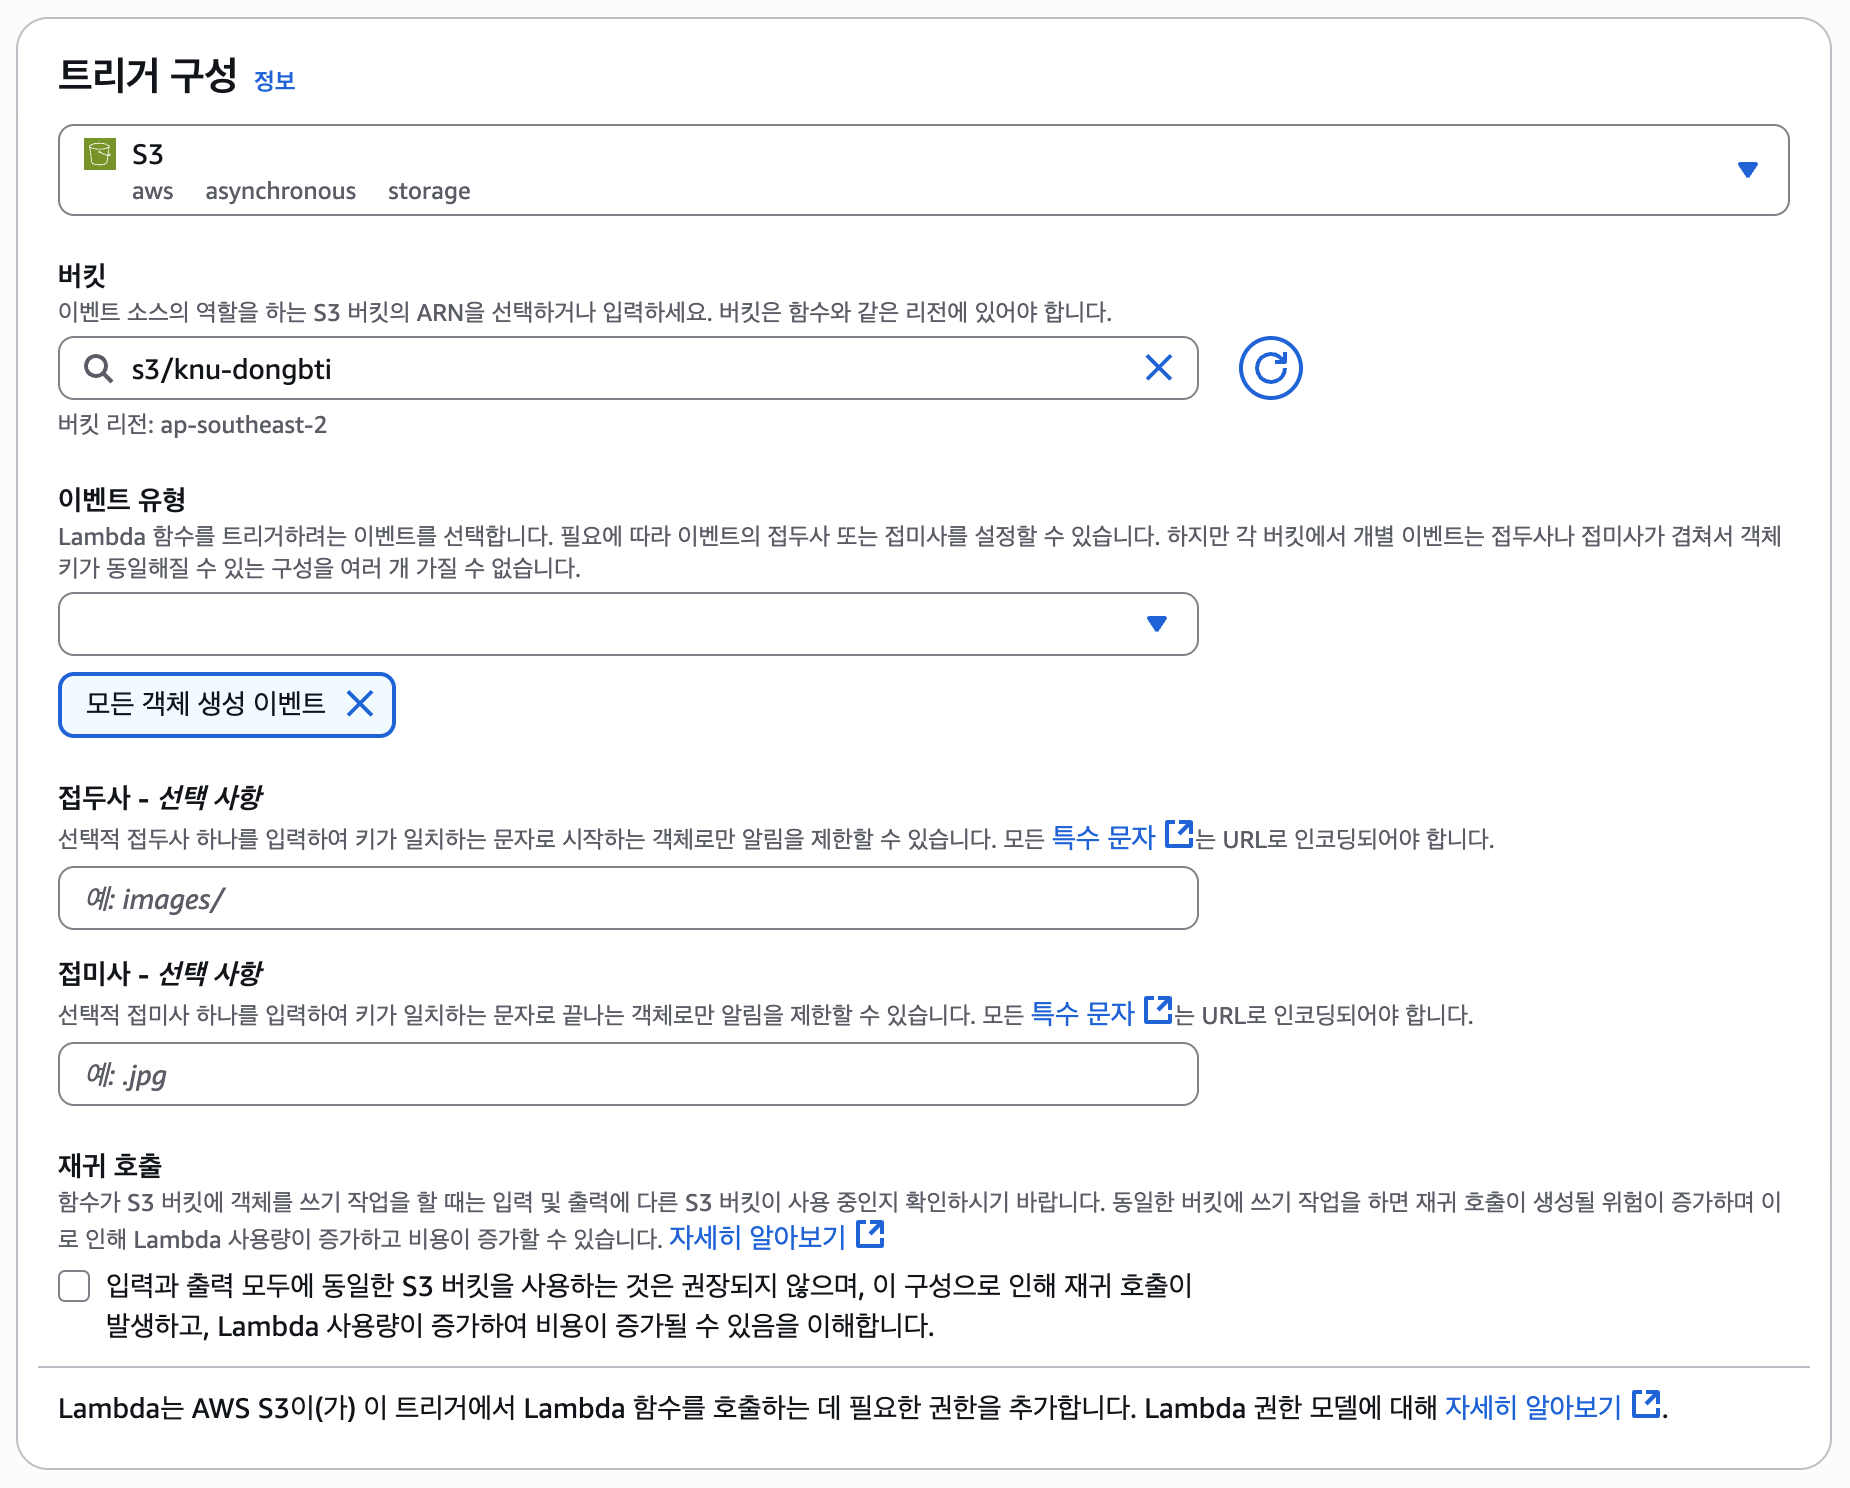 트리거 구성 정보
S3
aws asynchronous storage
버킷
이벤트 소스의 역할을 하는 S3 버킷의 ARN을 선택하거나 입력하세요. 버킷은 함수와 같은 리전에 있어야 합니다.
s3/knu-dongbti
버킷 리전: ap-southeast-2
이벤트 유형
Lambda 함수를 트리거하려는 이벤트를 선택합니다. 필요에 따라 이벤트의 접두사 또는 접미사를 설정할 수 있습니다. 하지만 각 버킷에서 개별 이벤트는 접두사나 접미사가 겹쳐서 객체
키가 동일해질 수 있는 구성을 여러 개 가질 수 없습니다.
모든 객체 생성 이벤트
접두사 - 선택 사항
선택적 접두사 하나를 입력하여 키가 일치하는 문자로 시작하는 객체로만 알림을 제한할 수 있습니다. 모든 특수 문자는 URL로 인코딩되어야 합니다.
예: images/
접미사 - 선택 사항
선택적 접미사 하나를 입력하여 키가 일치하는 문자로 끝나는 객체로만 알림을 제한할 수 있습니다. 모든 특수 문자는 URL로 인코딩되어야 합니다.
예: .jpg
재귀 호출
함수가 S3 버킷에 객체를 쓰기 작업을 할 때는 입력 및 출력에 다른 S3 버킷이 사용 중인지 확인하시기 바랍니다. 동일한 버킷에 쓰기 작업을 하면 재귀 호출이 생성될 위험이 증가하며 이
로 인해 Lambda 사용량이 증가하고 비용이 증가할 수 있습니다. 자세히 알아보기
입력과 출력 모두에 동일한 S3 버킷을 사용하는 것은 권장되지 않으며, 이 구성으로 인해 재귀 호출이
발생하고, Lambda 사용량이 증가하여 비용이 증가될 수 있음을 이해합니다.
Lambda는 AWS S3이(가) 이 트리거에서 Lambda 함수를 호출하는 데 필요한 권한을 추가합니다. Lambda 권한 모델에 대해 자세히 알아보기.